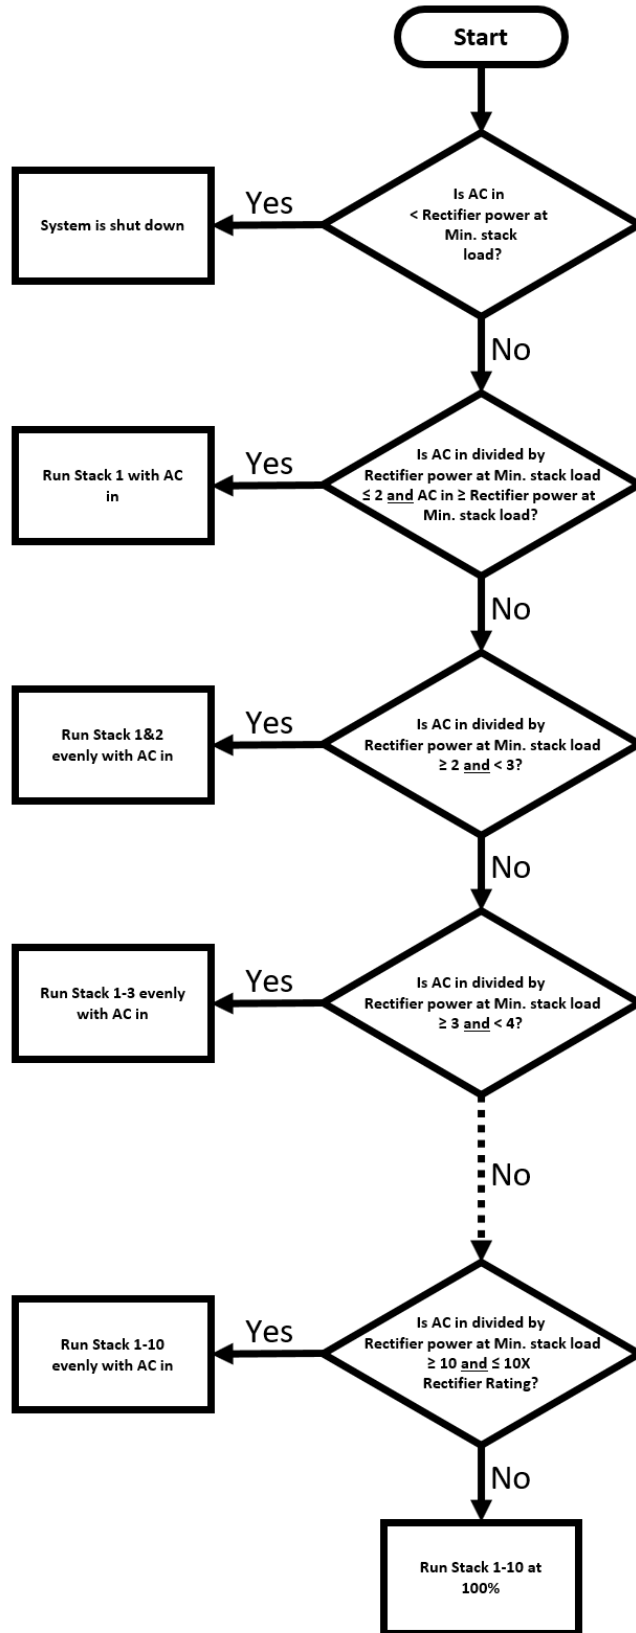 Start
Is AC in
< Rectifier power at
Min. stack
load?
Yes
System is shut down
No
Is AC in divided by
Rectifier power at Min. stack load
≤ 2 and AC in ≥ Rectifier power at
Min. stack load?
Yes
Run Stack 1 with AC
in
No
Is AC in divided by
Rectifier power at Min. stack load
≥ 2 and < 3?
Yes
Run Stack 1&2
evenly with AC in
No
Is AC in divided by
Rectifier power at Min. stack load
≥ 3 and < 4?
Yes
Run Stack 1-3 evenly
with AC in
No
Is AC in divided by
Rectifier power at Min. stack load
≥ 10 and ≤ 10X
Rectifier Rating?
Yes
Run Stack 1-10
evenly with AC in
No
Run Stack 1-10 at
100%